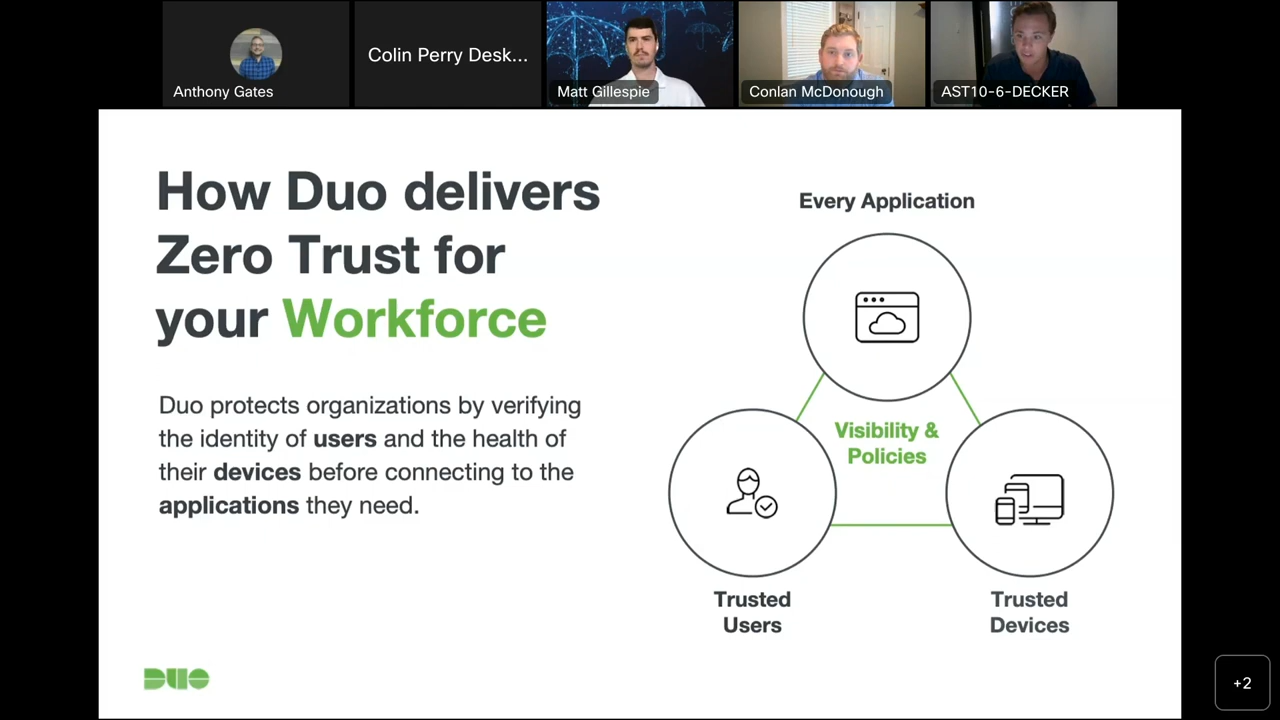 Anthony Gates
Colin Perry Desk...
Matt Gillespie
Conlan McDonough
AST10-6-DECKER
How Duo delivers
Zero Trust for
your Workforce
Duo protects organizations by verifying
the identity of users and the health of
their devices before connecting to the
applications they need.
Every Application
Visibility &
Policies
Trusted
Users
Trusted
Devices
DUO
+2